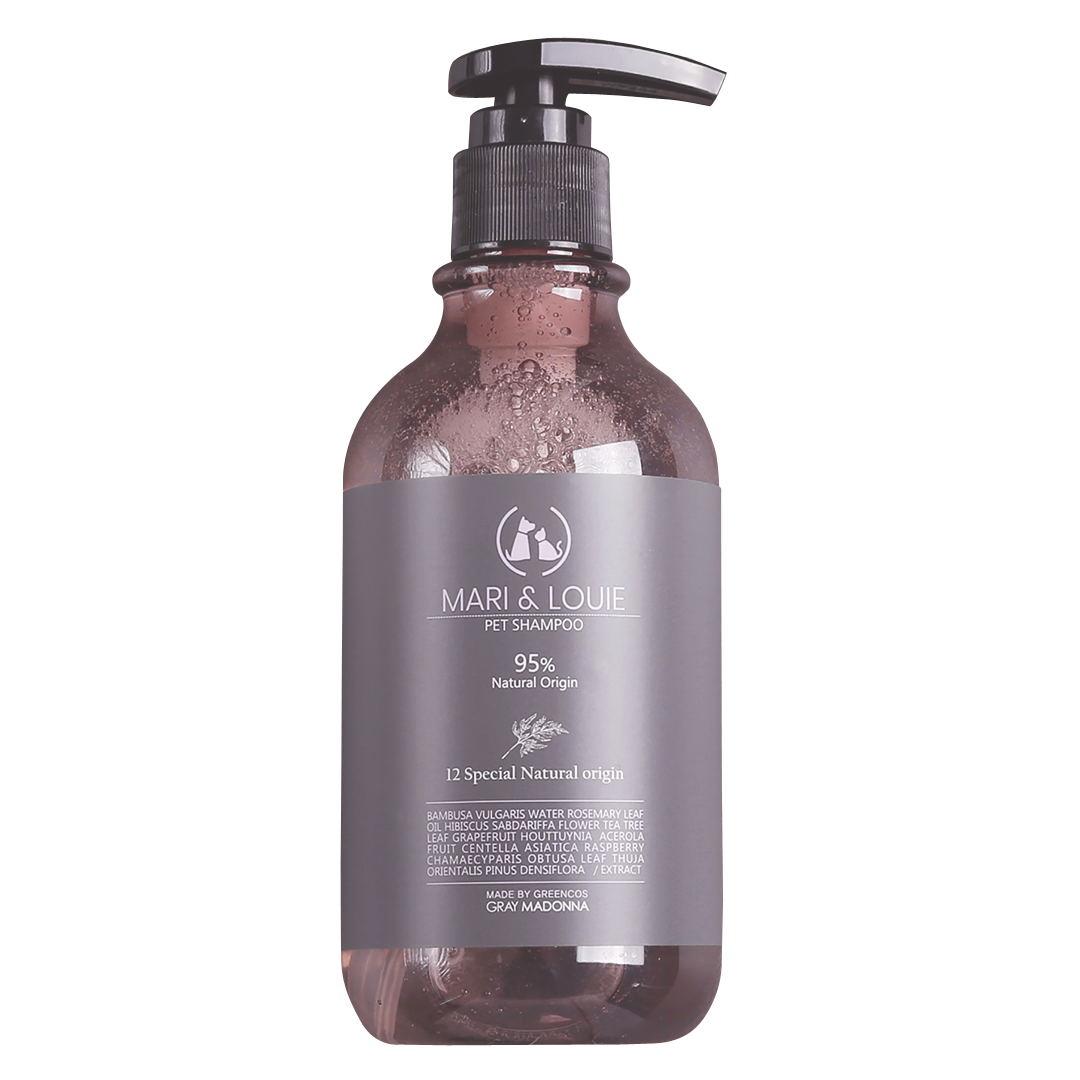 MARI & LOUIE
PET SHAMPOO
95%
Natural Origin
12 Special Natural origin
BAMBUSA VULGARIS WATER ROSEMARY LEAF
OIL HIBISCUS SABDARIFFA FLOWER TEA TREE
LEAF GRAPEFRUIT HOUTTUYNIA ACEROLA
FRUIT CENTELLA ASIATICA RASPBERRY
CHAMAECYPARIS OBTUSA LEAF THUJA
ORIENTALIS PINUS DENSIFLORA / EXTRACT
MADE BY GREENCOS
GRAY MADONNA